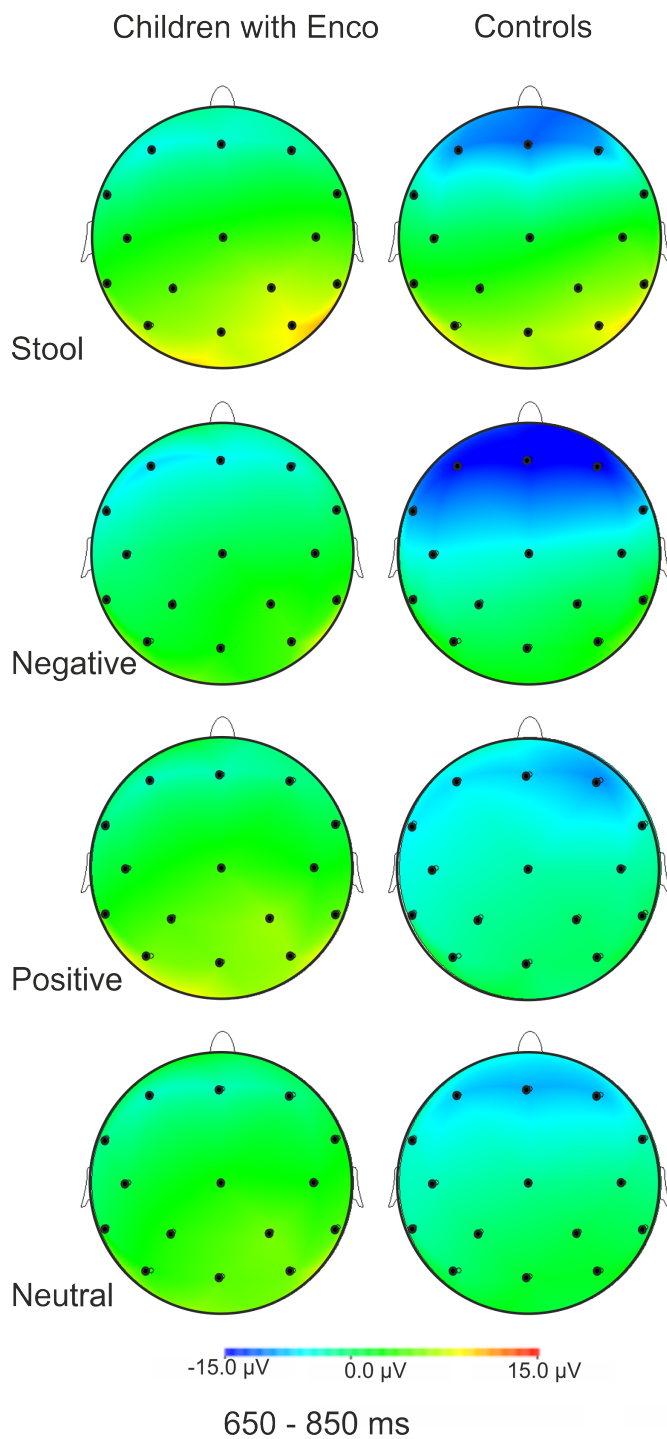 Children with Enco Controls
Stool
Negative
Positive
Neutral
-15.0 µV 0.0 µV 15.0 µV
650 - 850 ms